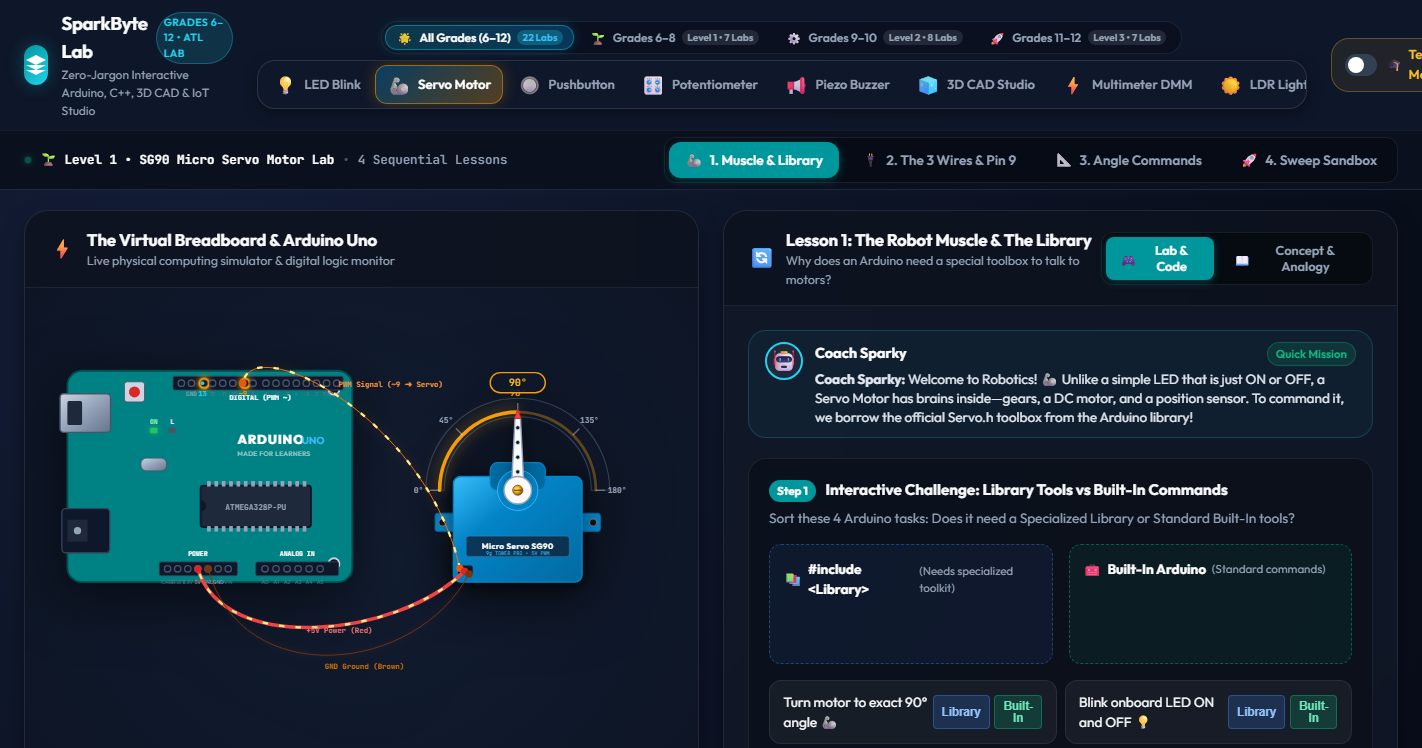 SparkByte Lab
GRADES 6–12 • ATL LAB
Zero-Jargon Interactive
Arduino, C++, 3D CAD & IoT
Studio
All Grades (6–12) 22 Labs
Grades 6–8 Level 1 • 7 Labs
Grades 9–10 Level 2 • 8 Labs
Grades 11–12 Level 3 • 7 Labs
LED Blink
Servo Motor
Pushbutton
Potentiometer
Piezo Buzzer
3D CAD Studio
Multimeter DMM
LDR Light
Level 1 • SG90 Micro Servo Motor Lab • 4 Sequential Lessons
1. Muscle & Library
2. The 3 Wires & Pin 9
3. Angle Commands
4. Sweep Sandbox
The Virtual Breadboard & Arduino Uno
Live physical computing simulator & digital logic monitor
PWM Signal (~9 → Servo)
GND 13
DIGITAL (PWM ~)
ON L
ARDUINO UNO
MADE FOR LEARNERS
ATMEGA328P-PU
POWER
ANALOG IN
90°
45°
135°
0°
180°
Micro Servo SG90
9g TOWER PRO • 5V PWM
+5V Power (Red)
GND Ground (Brown)
Lesson 1: The Robot Muscle & The Library
Why does an Arduino need a special toolbox to talk to
motors?
Lab &
Code
Concept &
Analogy
Coach Sparky
Quick Mission
Coach Sparky: Welcome to Robotics! 🦾 Unlike a simple LED that is just ON or OFF, a
Servo Motor has brains inside—gears, a DC motor, and a position sensor. To command it,
we borrow the official Servo.h toolbox from the Arduino library!
Step 1 Interactive Challenge: Library Tools vs Built-In Commands
Sort these 4 Arduino tasks: Does it need a Specialized Library or Standard Built-In tools?
#include
<Library>
(Needs specialized
toolkit)
Built-In Arduino (Standard commands)
Turn motor to exact 90°
angle 🦾
Library
Built-
In
Blink onboard LED ON
and OFF 💡
Library
Built-
In